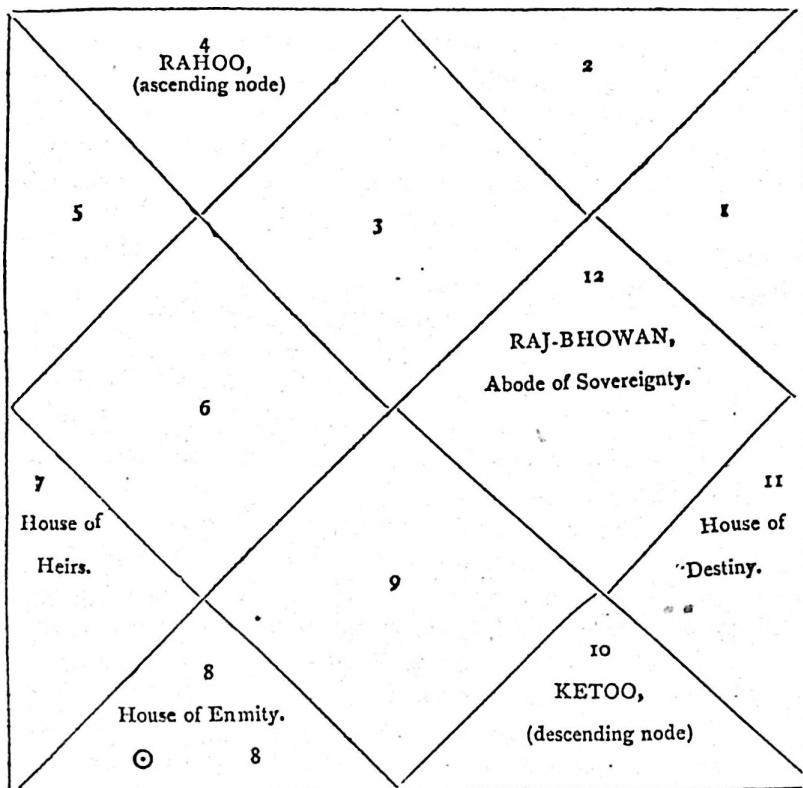 4
RAHOO,
(ascending node)
2
5
3
1
12
RAJ-BHOWAN,
Abode of Sovereignty.
6
7
House of
Heirs.
11
House of
Destiny.
9
8
House of Enmity.
☉ 8
10
KETOO,
(descending node)